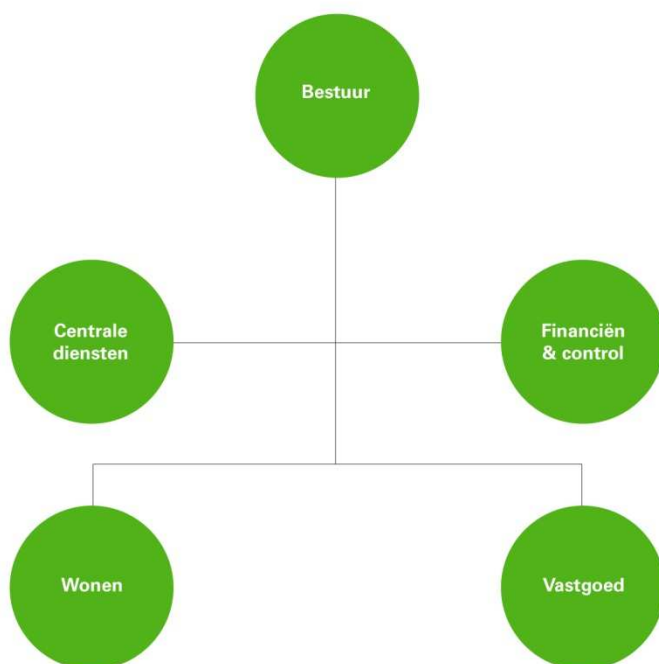 Bestuur
Centrale
diensten
Financiën
& control
Wonen
Vastgoed